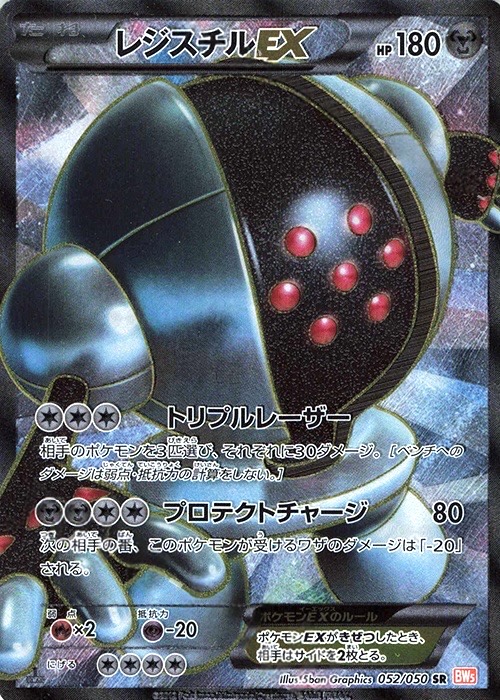 たね
レジスチルEX HP180
トリプルレーザー
相手のポケモンを3匹選び、それぞれに30ダメージ。[ベンチへの
ダメージは弱点・抵抗力の計算をしない。]
プロテクトチャージ 80
次の相手の番、このポケモンが受けるワザのダメージは「-20」
される。
弱点 ×2 抵抗力 -20
にげる
ポケモンEXのルール
ポケモンEXがきぜつしたとき、
相手はサイドを2枚とる。
illus. 5ban Graphics 052/050 SR BW5